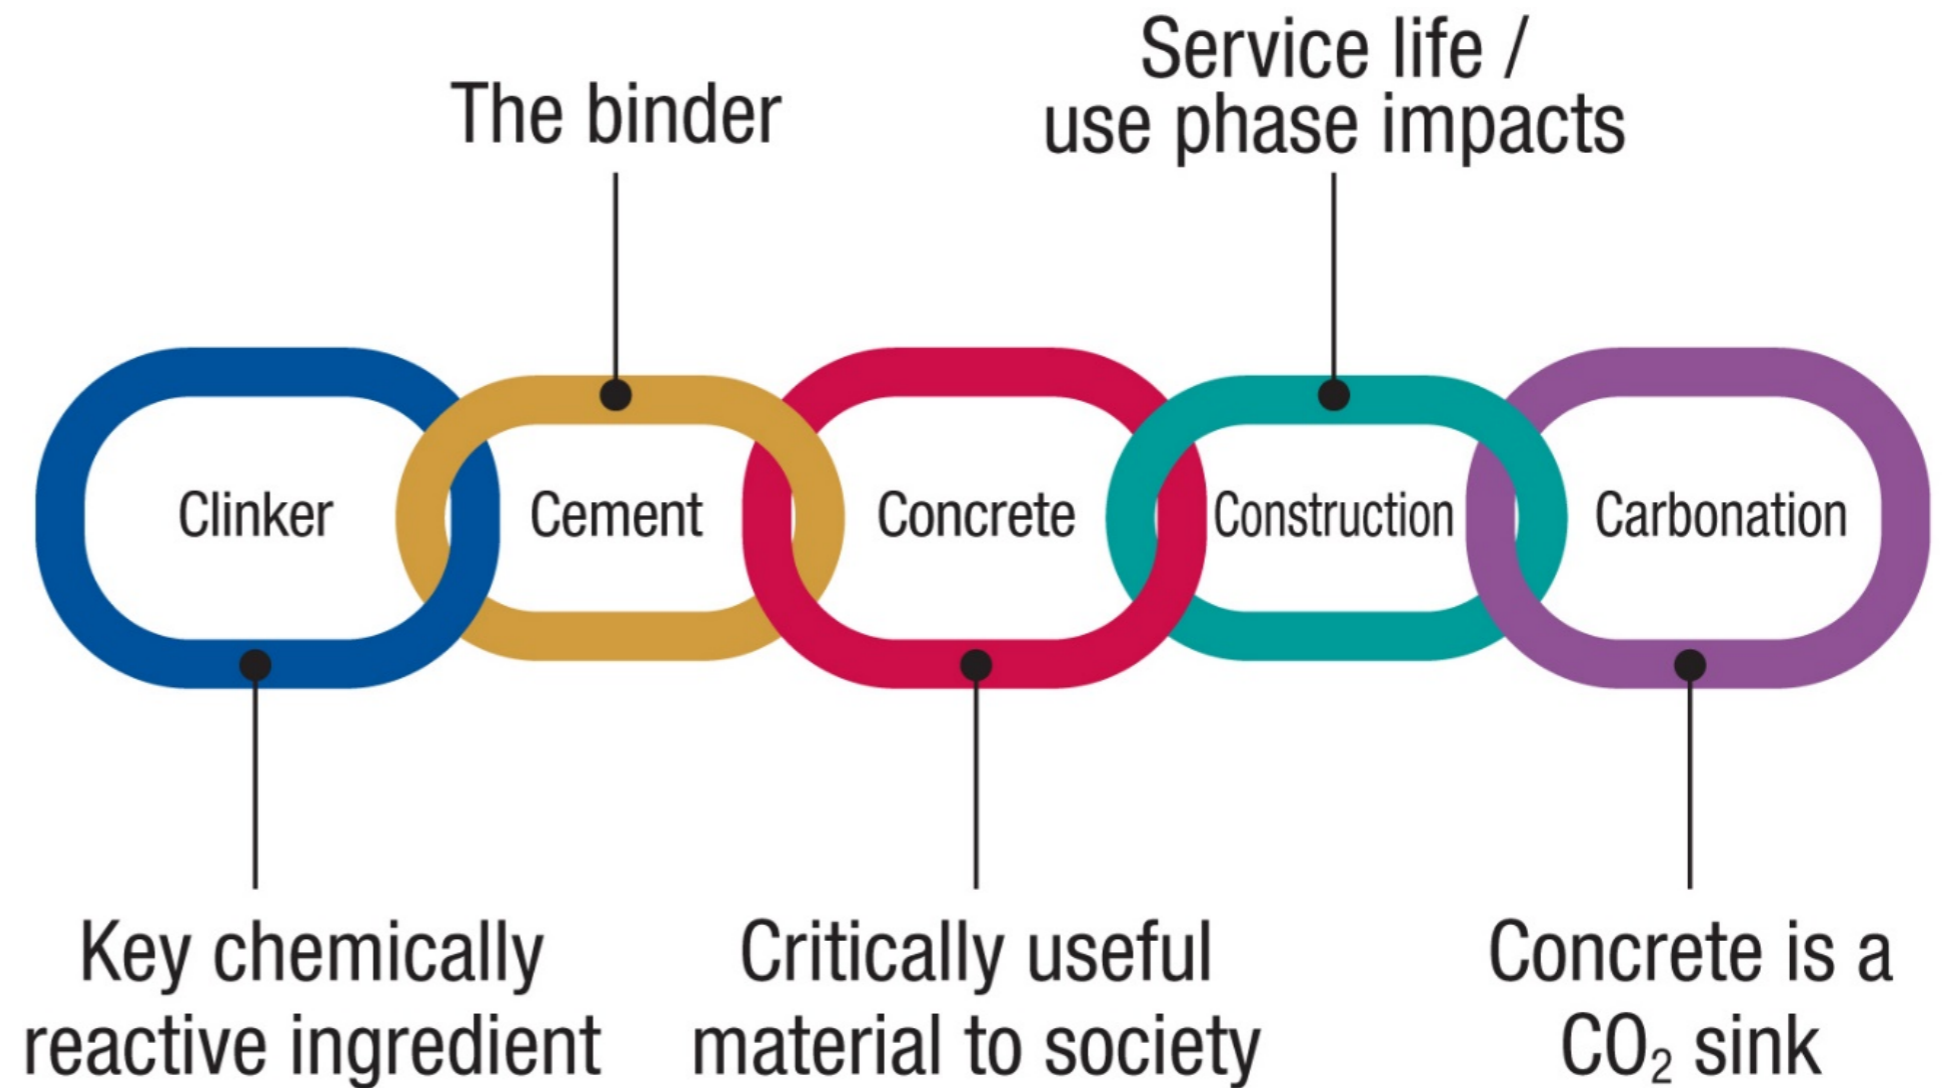 Service life /
use phase impacts
The binder
Clinker
Cement
Concrete
Construction
Carbonation
Key chemically
reactive ingredient
Critically useful
material to society
Concrete is a
CO₂ sink